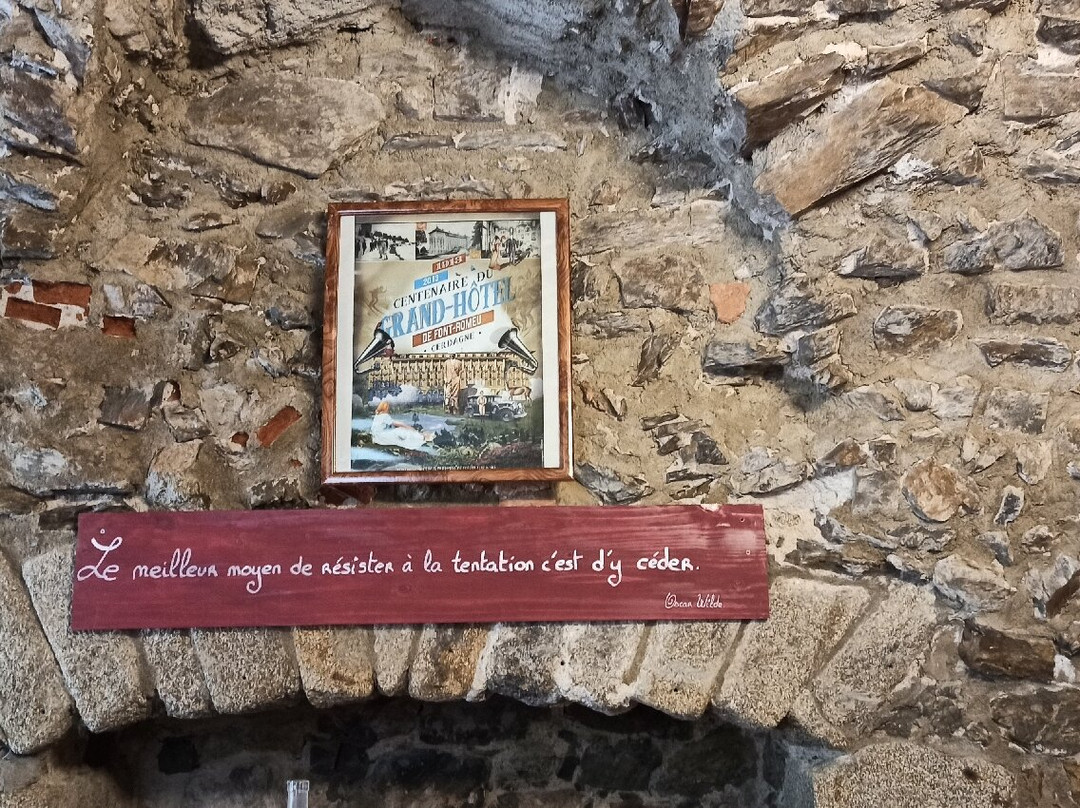 1913
2013
CENTENAIRE DU
GRAND-HÔTEL
DE FONT-ROMEU
• CERDAGNE •
Le meilleur moyen de résister à la tentation c'est d'y céder.
Oscar Wilde